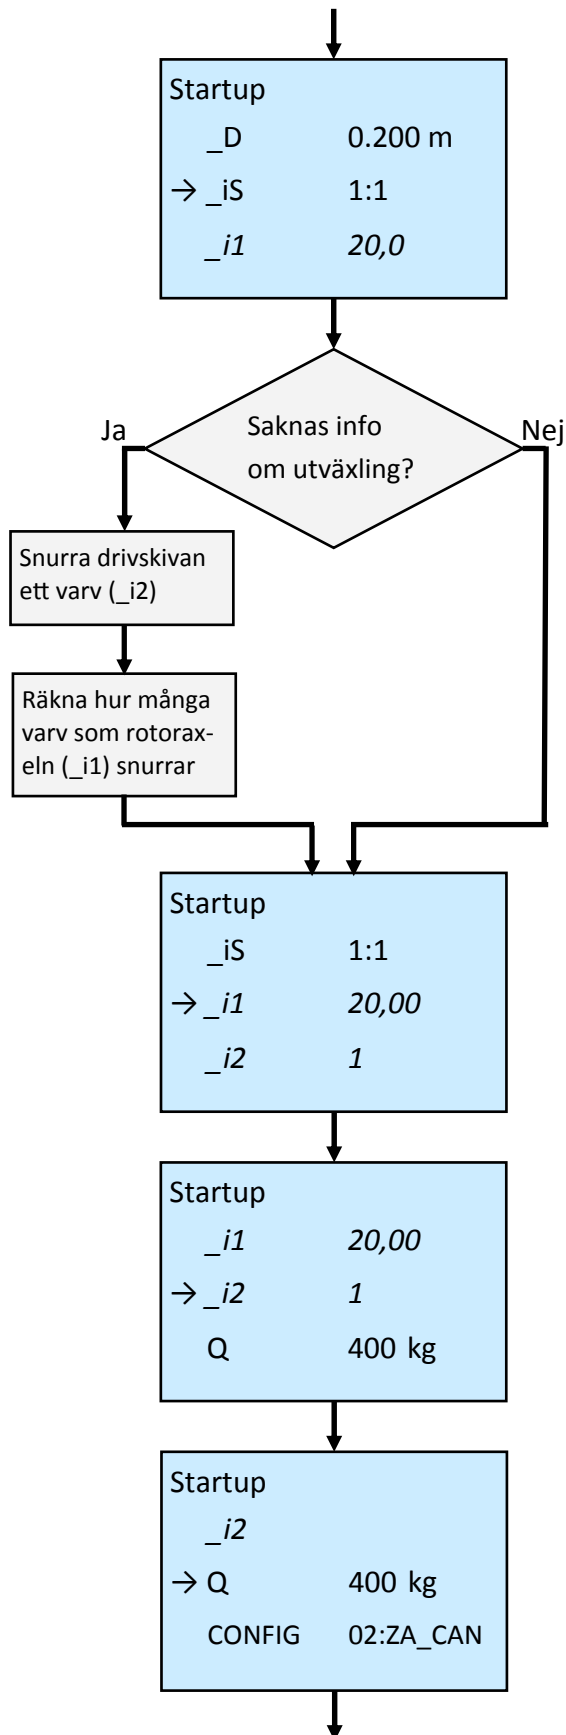 Startup
_D 0.200 m
→ _iS 1:1
_i1 20,0
Saknas info
om utväxling?
Ja
Nej
Snurra drivskivan
ett varv (_i2)
Räkna hur många
varv som rotorax-
eln (_i1) snurrar
Startup
_iS 1:1
→ _i1 20,00
_i2 1
Startup
_i1 20,00
→ _i2 1
Q 400 kg
Startup
_i2
→ Q 400 kg
CONFIG 02:ZA_CAN